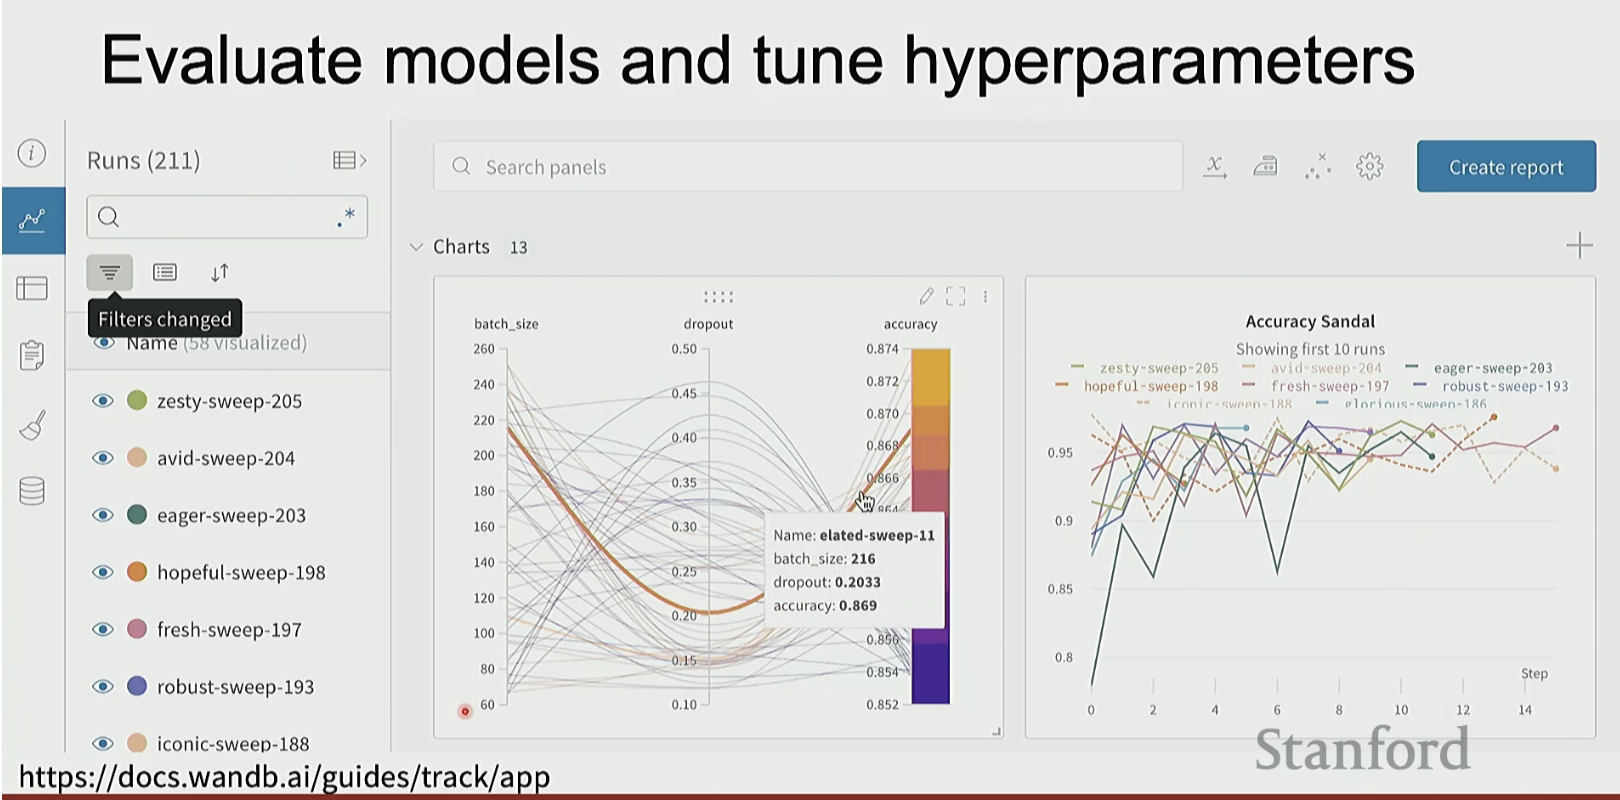 Evaluate models and tune hyperparameters
Runs (211)
.*
Filters changed
Name (58 visualized)
zesty-sweep-205
avid-sweep-204
eager-sweep-203
hopeful-sweep-198
fresh-sweep-197
robust-sweep-193
iconic-sweep-188
Search panels
Create report
Charts 13
batch_size dropout accuracy
260
240
220
200
180
160
140
120
100
80
60
0.50
0.45
0.40
0.35
0.30
0.25
0.20
0.15
0.10
0.874
0.872
0.870
0.868
0.866
0.856
0.854
0.852
Name: elated-sweep-11
batch_size: 216
dropout: 0.2033
accuracy: 0.869
Accuracy Sandal
Showing first 10 runs
zesty-sweep-205 avid-sweep-204 eager-sweep-203
hopeful-sweep-198 fresh-sweep-197 robust-sweep-193
iconic-sweep-188 glorious-sweep-186
0.95
0.9
0.85
0.8
Step
0 2 4 6 8 10 12 14
Stanford
https://docs.wandb.ai/guides/track/app